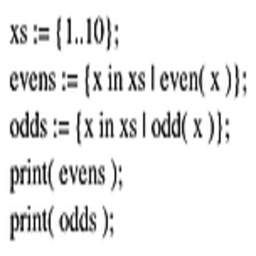 xs := {1..10};
evens := {x in xs | even( x )};
odds := {x in xs | odd( x )};
print( evens );
print( odds );